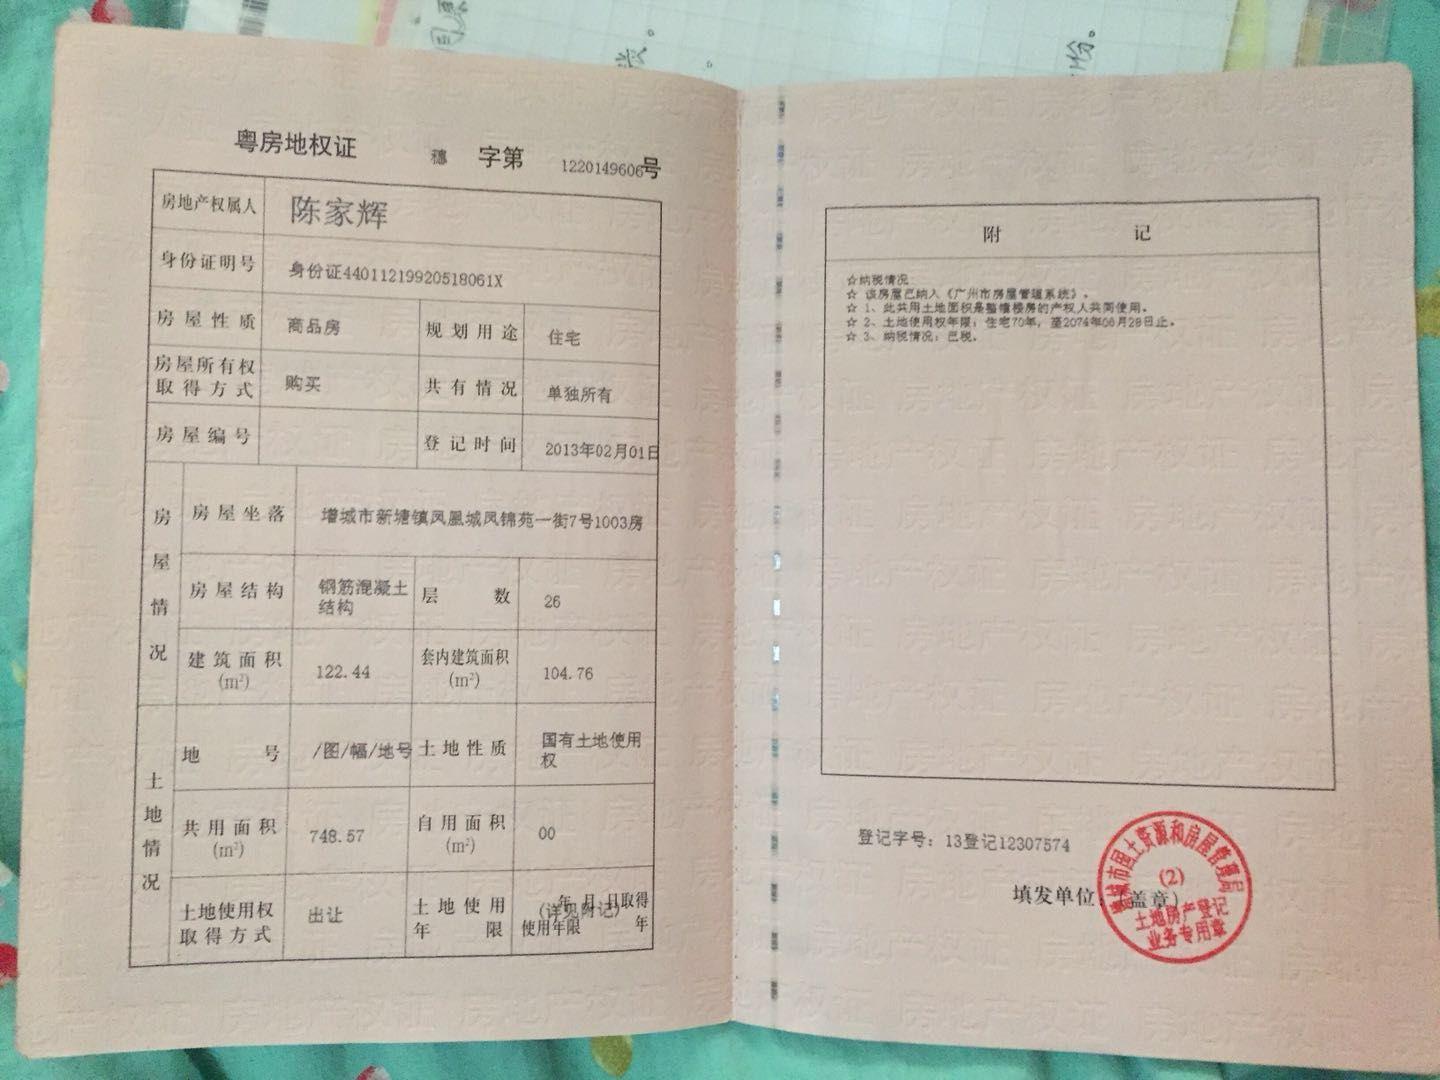 粤房地权证 穗 字第 1220149606号
房地产权属人 陈家辉
身份证明号 身份证44011219920518061X
房屋性质 商品房 规划用途 住宅
房屋所有权取得方式 购买 共有情况 单独所有
房屋编号 登记时间 2013年02月01日
房屋情况
房屋坐落 增城市新塘镇凤凰城凤锦苑一街7号1003房
房屋结构 钢筋混凝土结构 层数 26
建筑面积(m²) 122.44 套内建筑面积(m²) 104.76
土地情况
地号 /图/幅/地号 土地性质 国有土地使用权
共用面积(m²) 748.57 自用面积(m²) 00
土地使用权取得方式 出让 土地使用年限 年 月 日取得 使用年限 年 (详见附记)
附 记
☆纳税情况
☆ 该房屋已纳入《广州市房屋管理系统》。
☆ 1、此共用土地面积是整幢楼房的产权人共同使用。
☆ 2、土地使用权年限：住宅70年，至2074年06月28日止。
☆ 3、纳税情况：已税。
登记字号：13登记12307574
填发单位：(盖章)
增城市国土资源和房屋管理局
(2)
土地房产登记
业务专用章